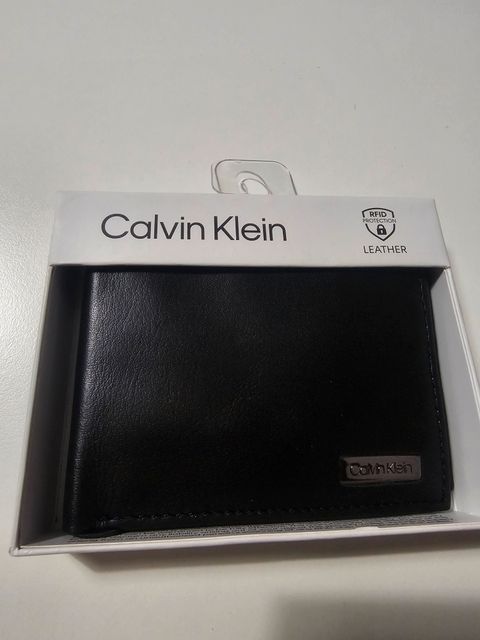 Calvin Klein
RFID
PROTECTION
LEATHER
Calvin Klein